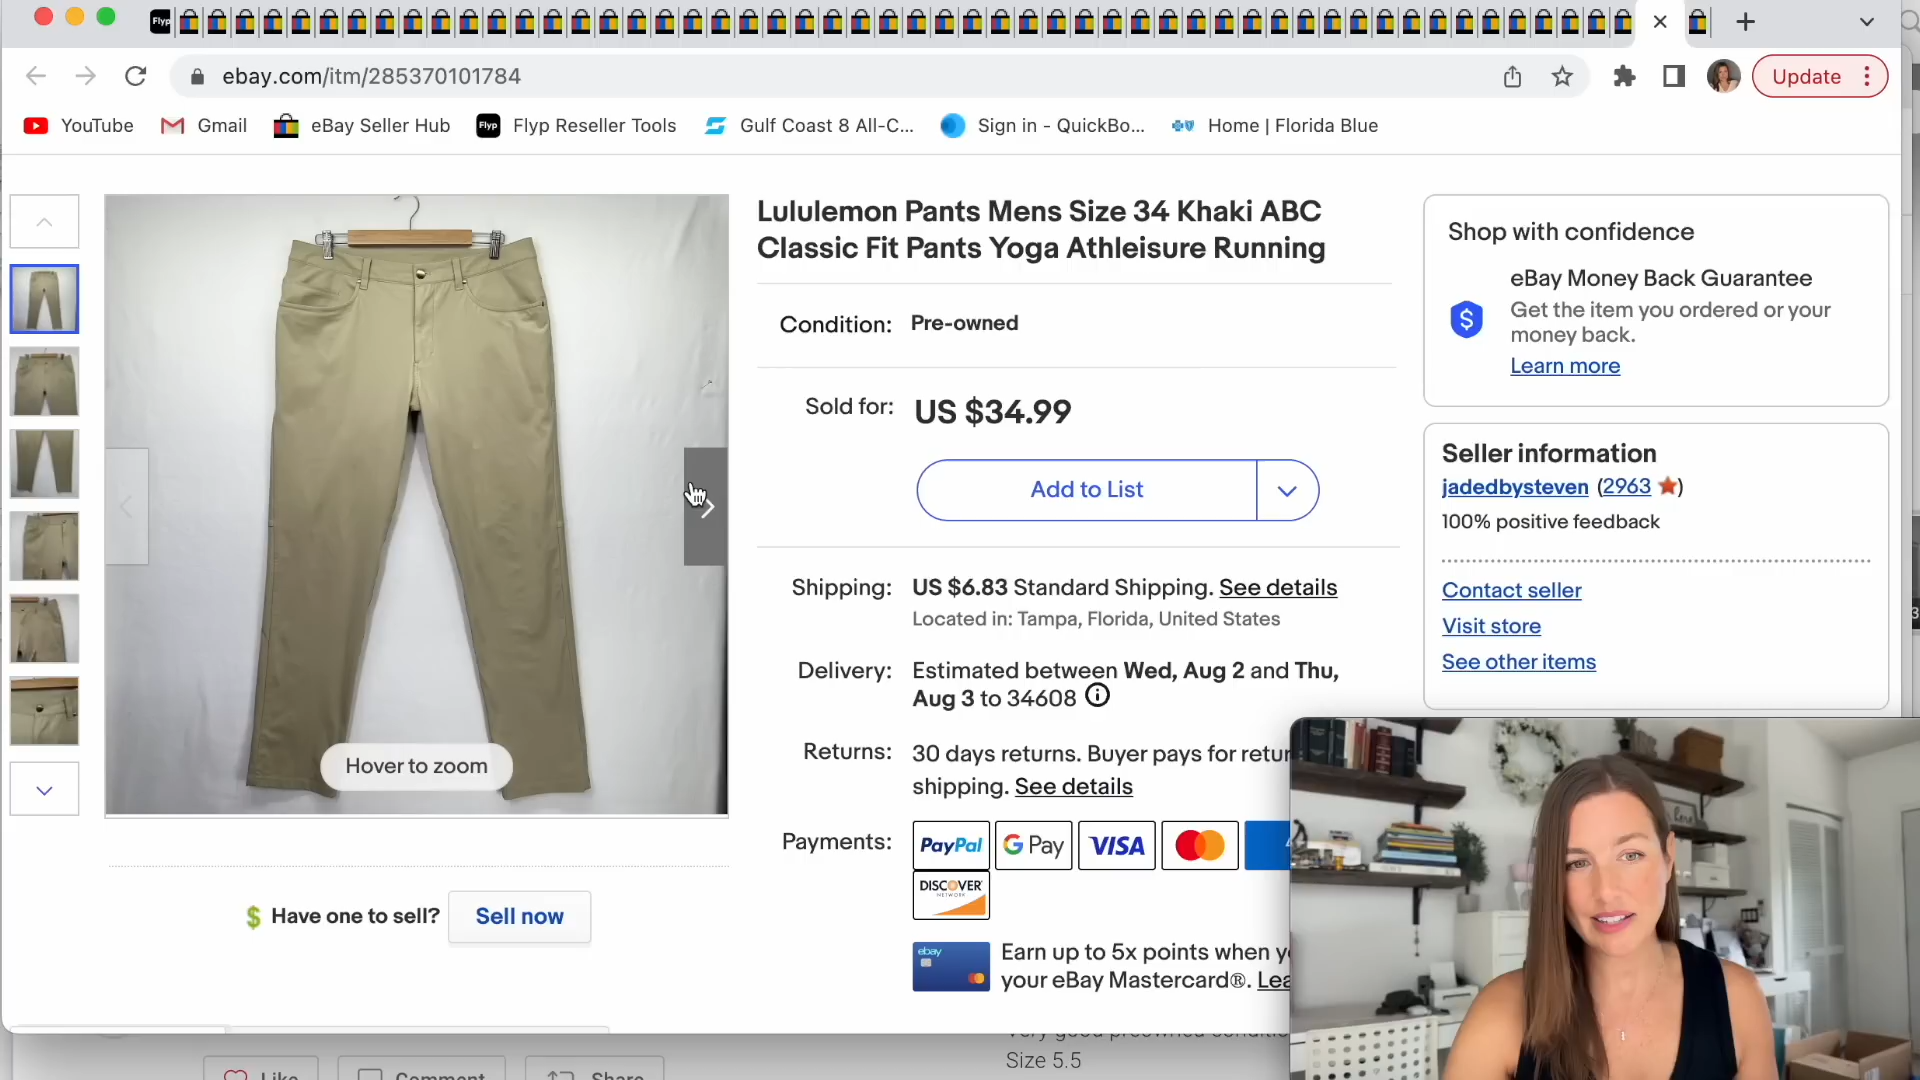 Flyp
ebay.com/itm/285370101784
Update
YouTube
Gmail
eBay Seller Hub
Flyp
Flyp Reseller Tools
Gulf Coast 8 All-C...
Sign in - QuickBo...
Home | Florida Blue
Lululemon Pants Mens Size 34 Khaki ABC
Classic Fit Pants Yoga Athleisure Running
Condition: Pre-owned
Sold for: US $34.99
Add to List
Shipping: US $6.83 Standard Shipping. See details
Located in: Tampa, Florida, United States
Delivery: Estimated between Wed, Aug 2 and Thu,
Aug 3 to 34608
Returns: 30 days returns. Buyer pays for retur
shipping. See details
Payments: PayPal G Pay VISA
DISCOVER
NETWORK
ebay
Earn up to 5x points when y
your eBay Mastercard®. Lea
Hover to zoom
Have one to sell? Sell now
Shop with confidence
eBay Money Back Guarantee
Get the item you ordered or your
money back.
Learn more
Seller information
jadedbysteven (2963)
100% positive feedback
Contact seller
Visit store
See other items
Size 5.5
Like
Comment
Share